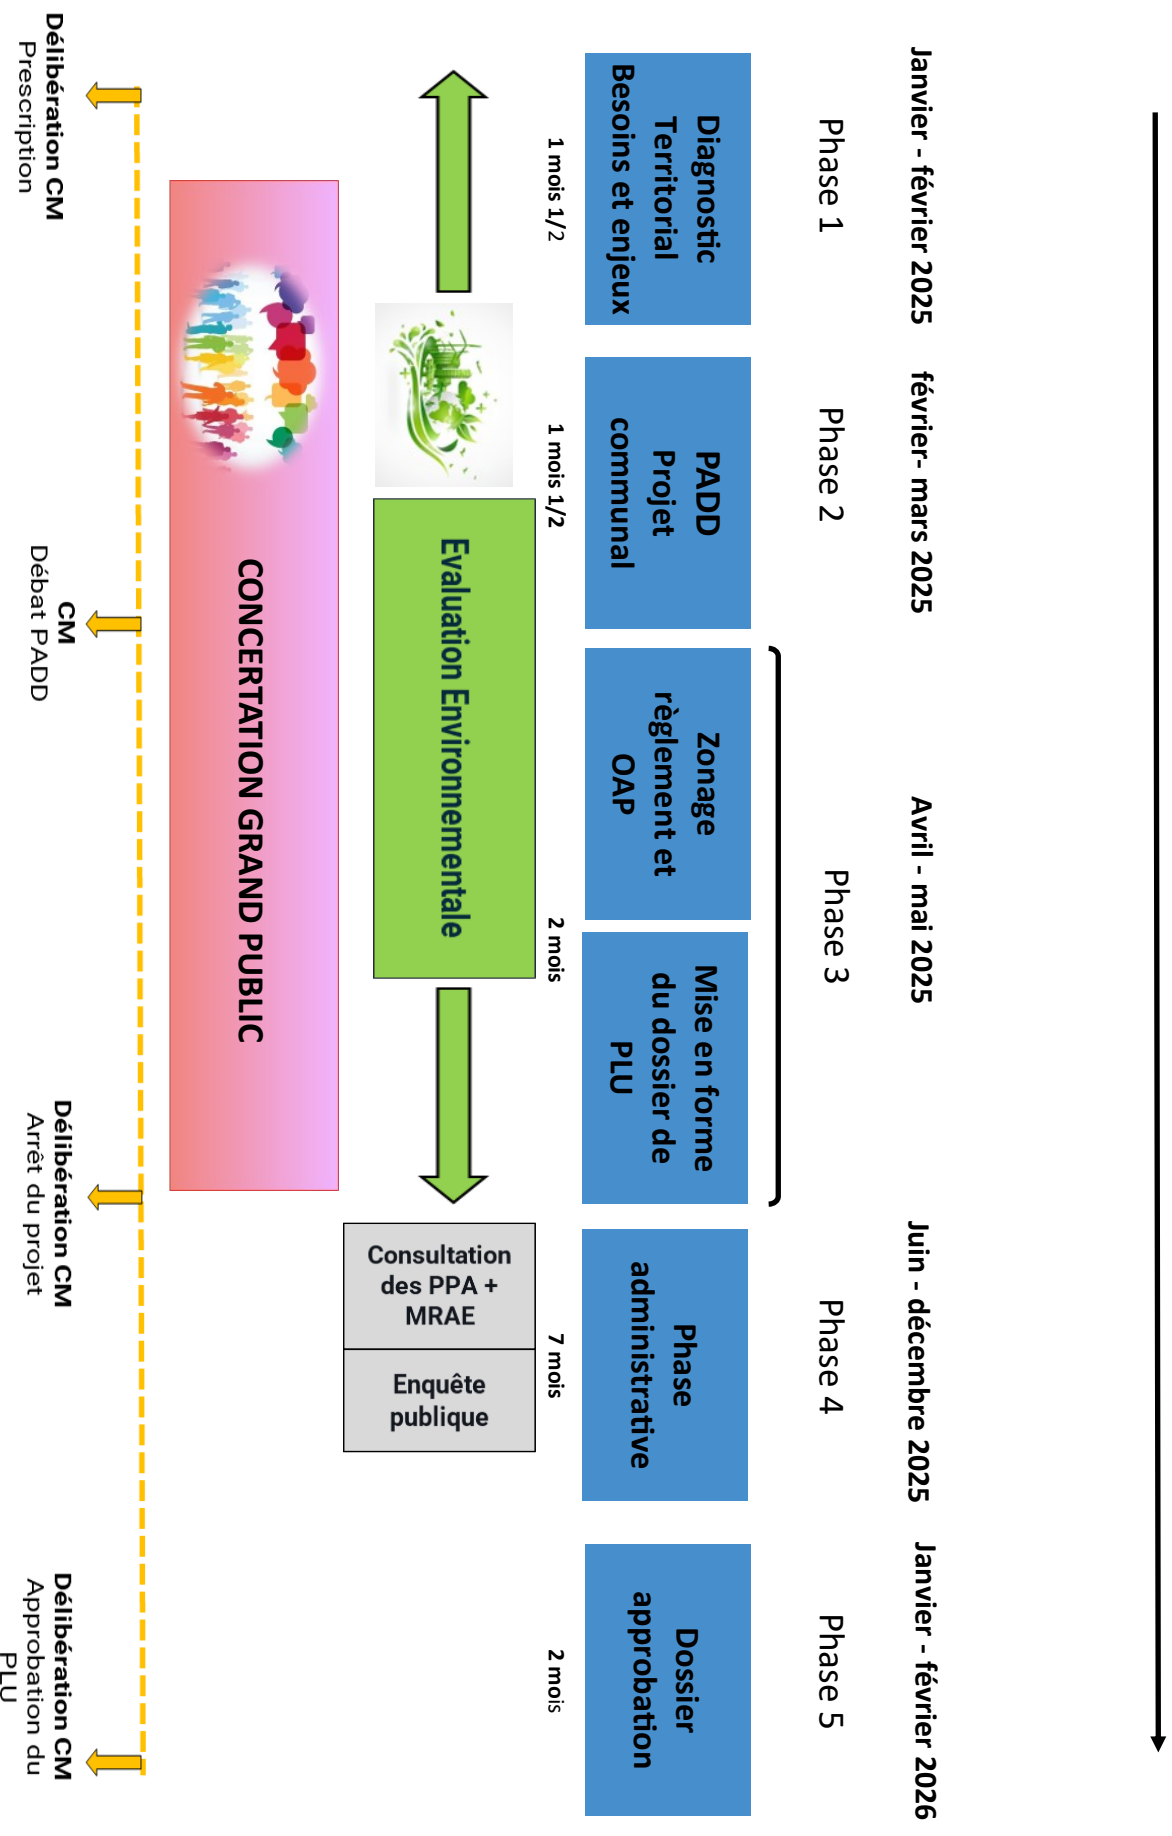 Janvier - février 2025
février- mars 2025
Avril - mai 2025
Juin - décembre 2025
Janvier - février 2026
Phase 1
Phase 2
Phase 3
Phase 4
Phase 5
Diagnostic
Territorial
Besoins et enjeux
PADD
Projet
communal
Zonage
règlement et
OAP
Mise en forme
du dossier de
PLU
Phase
administrative
Dossier
approbation
1 mois 1/2
1 mois 1/2
2 mois
7 mois
2 mois
Evaluation Environnementale
Consultation
des PPA +
MRAE
Enquête
publique
CONCERTATION GRAND PUBLIC
Délibération CM
Prescription
CM
Débat PADD
Délibération CM
Arrêt du projet
Délibération CM
Approbation du
PLU